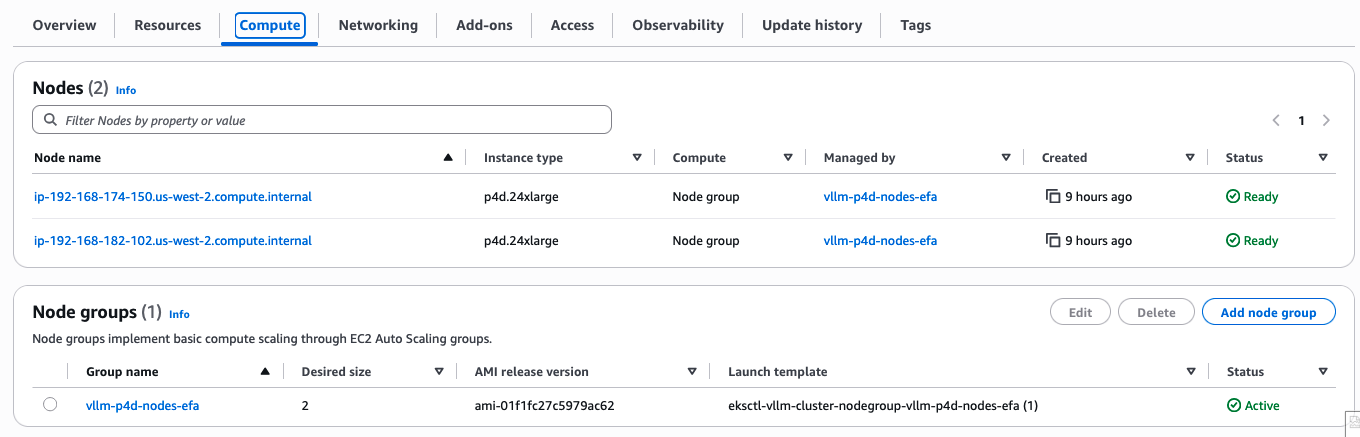 Overview Resources Compute Networking Add-ons Access Observability Update history Tags
Nodes (2) Info
Filter Nodes by property or value
1
Node name Instance type Compute Managed by Created Status
ip-192-168-174-150.us-west-2.compute.internal p4d.24xlarge Node group vllm-p4d-nodes-efa 9 hours ago Ready
ip-192-168-182-102.us-west-2.compute.internal p4d.24xlarge Node group vllm-p4d-nodes-efa 9 hours ago Ready
Node groups (1) Info
Edit Delete Add node group
Node groups implement basic compute scaling through EC2 Auto Scaling groups.
Group name Desired size AMI release version Launch template Status
vllm-p4d-nodes-efa 2 ami-01f1fc27c5979ac62 eksctl-vllm-cluster-nodegroup-vllm-p4d-nodes-efa (1) Active